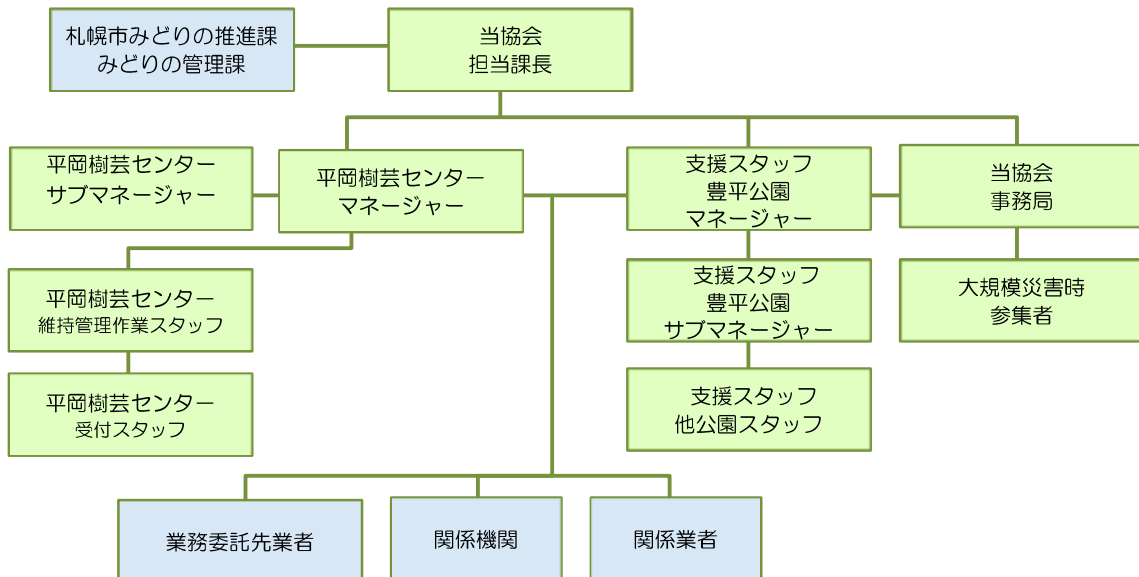 札幌市みどりの推進課
みどりの管理課
当協会
担当課長
平岡樹芸センター
サブマネージャー
平岡樹芸センター
マネージャー
支援スタッフ
豊平公園
マネージャー
当協会
事務局
平岡樹芸センター
維持管理作業スタッフ
支援スタッフ
豊平公園
サブマネージャー
大規模災害時
参集者
平岡樹芸センター
受付スタッフ
支援スタッフ
他公園スタッフ
業務委託先業者
関係機関
関係業者